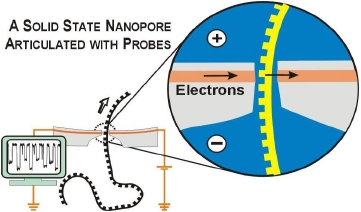 A SOLID STATE NANOPORE
ARTICULATED WITH PROBES
+
Electrons
−